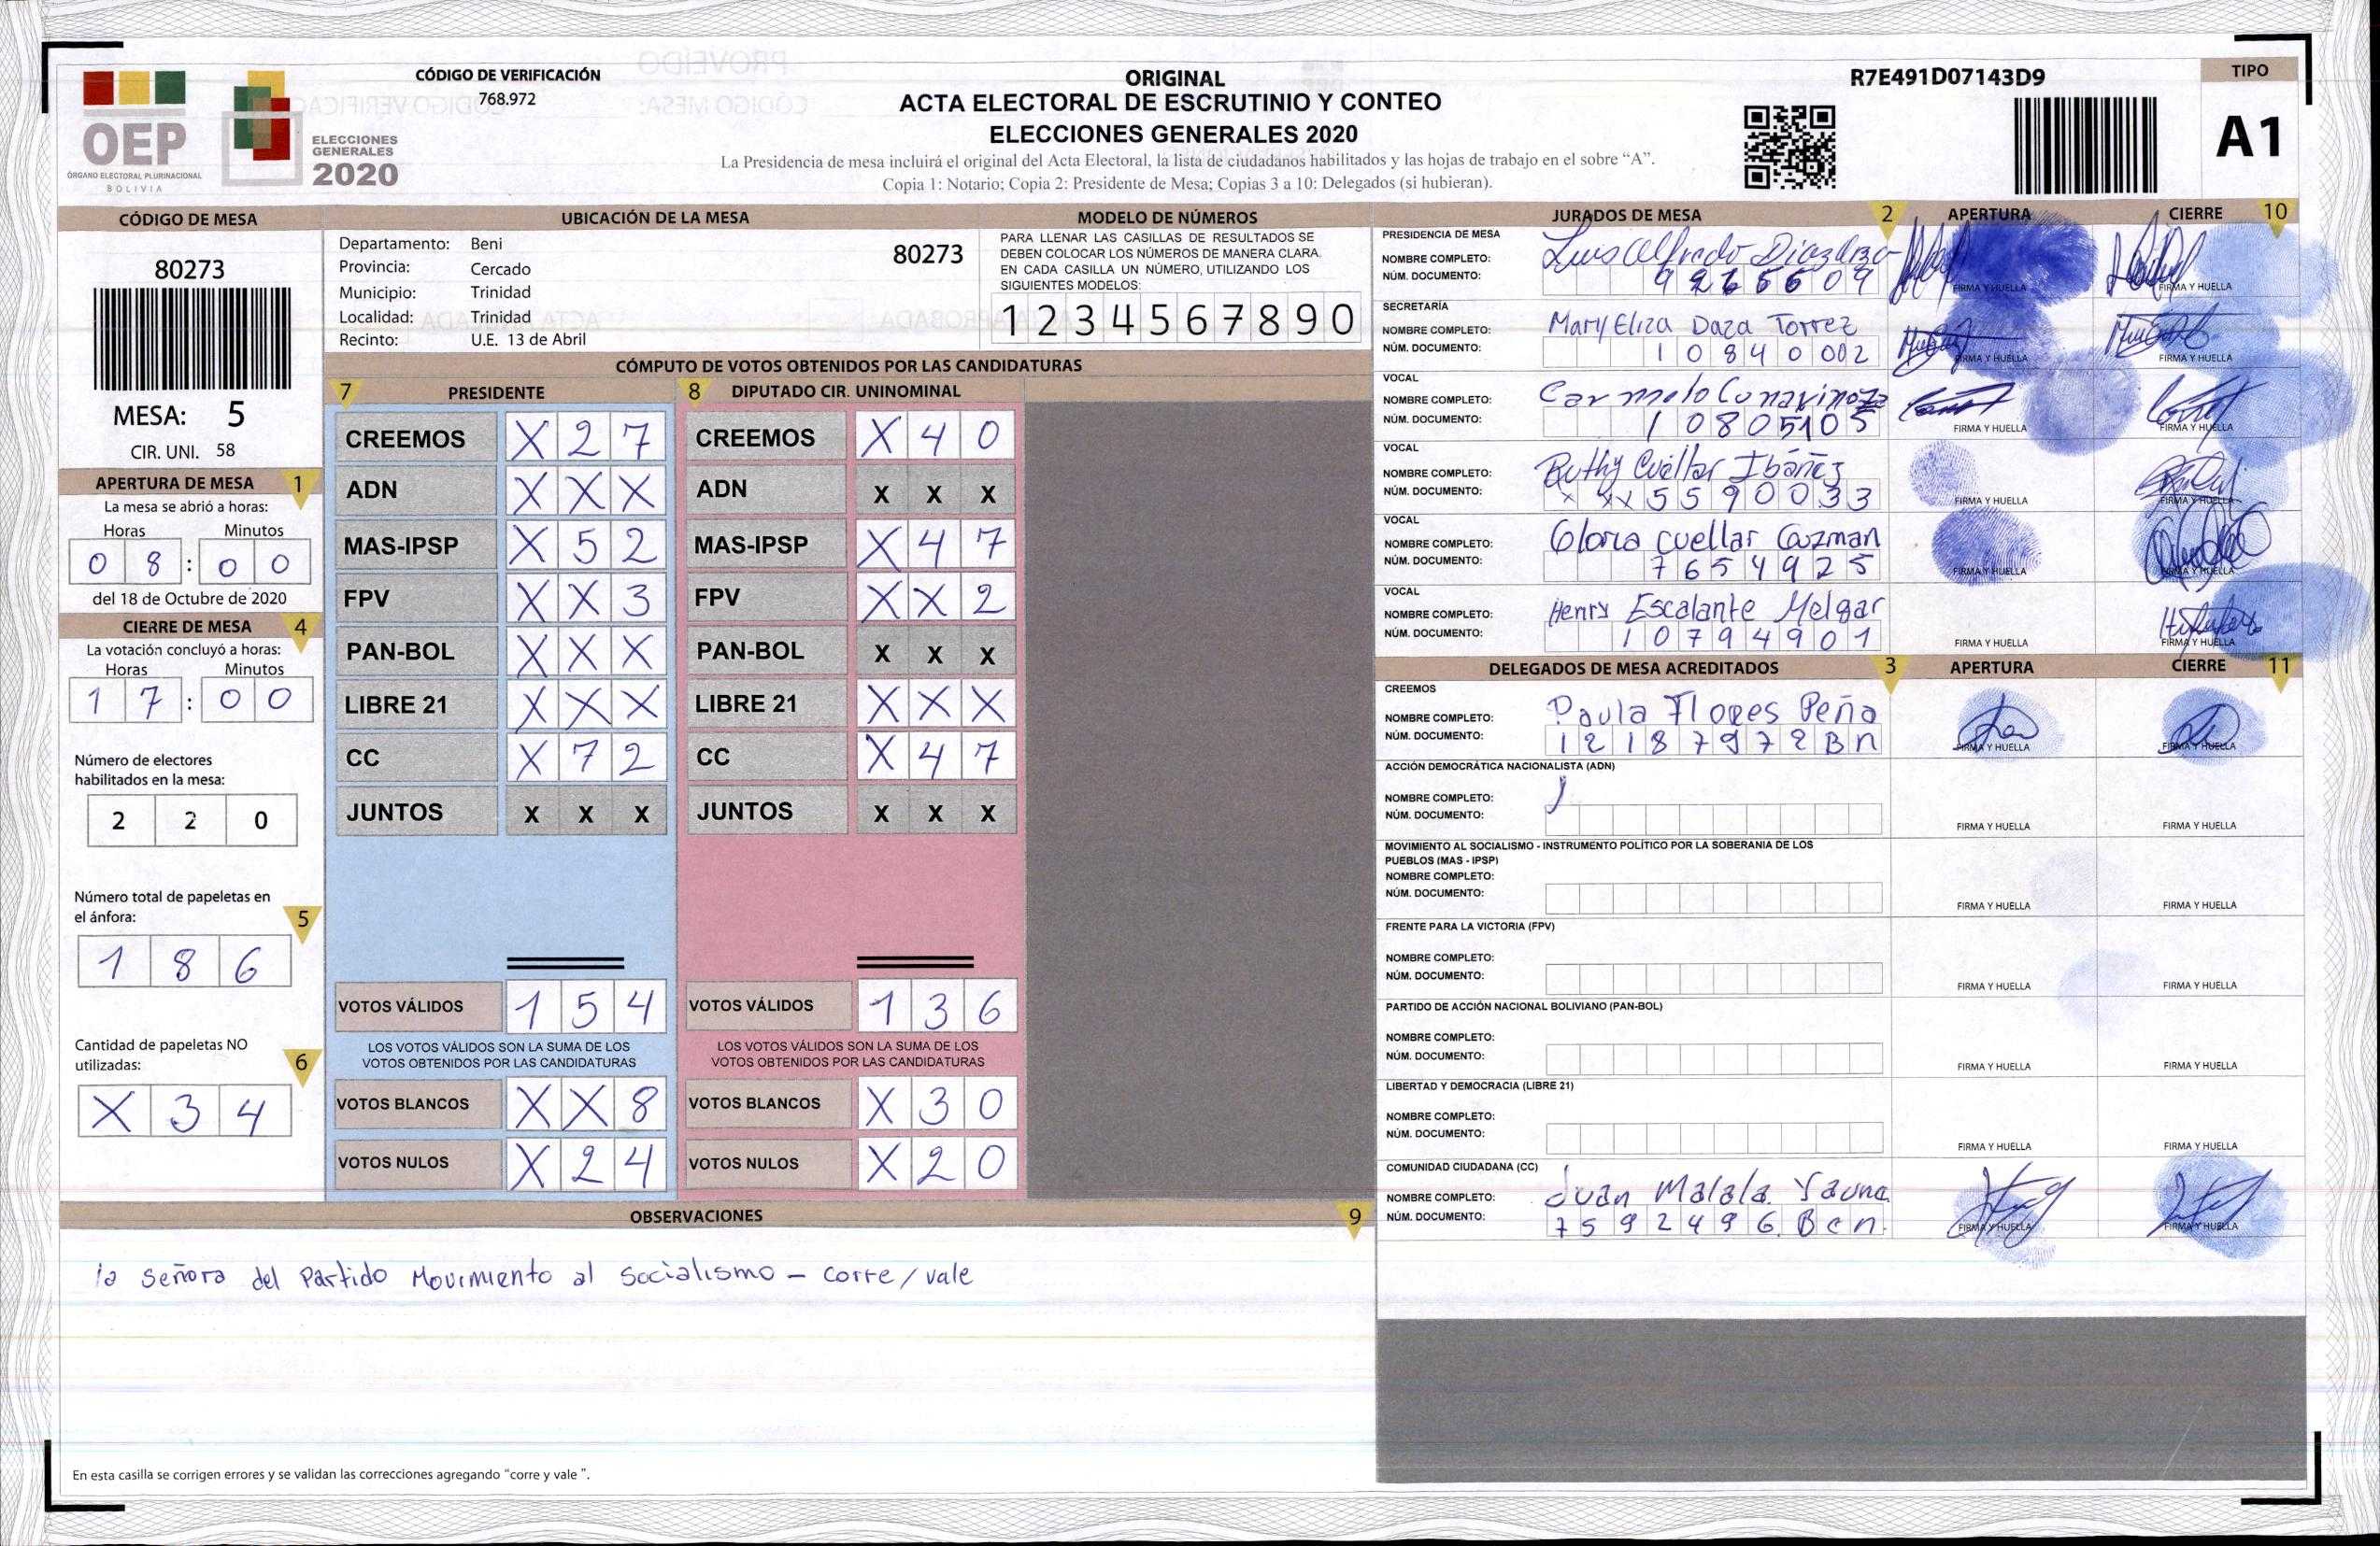 CÓDIGO DE VERIFICACIÓN
768.972
OEP
ÓRGANO ELECTORAL PLURINACIONAL
BOLIVIA
ELECCIONES
GENERALES
2020
ORIGINAL
ACTA ELECTORAL DE ESCRUTINIO Y CONTEO
ELECCIONES GENERALES 2020
La Presidencia de mesa incluirá el original del Acta Electoral, la lista de ciudadanos habilitados y las hojas de trabajo en el sobre “A”.
Copia 1: Notario; Copia 2: Presidente de Mesa; Copias 3 a 10: Delegados (si hubieran).
R7E491D07143D9
TIPO
A1
CÓDIGO DE MESA
80273
MESA: 5
CIR. UNI. 58
APERTURA DE MESA 1
La mesa se abrió a horas:
Horas Minutos
0 8 : 0 0
del 18 de Octubre de 2020
CIERRE DE MESA 4
La votación concluyó a horas:
Horas Minutos
1 7 : 0 0
Número de electores
habilitados en la mesa:
2 2 0
Número total de papeletas en
el ánfora: 5
1 8 6
Cantidad de papeletas NO
utilizadas: 6
X 3 4
UBICACIÓN DE LA MESA
Departamento: Beni
80273
Provincia: Cercado
Municipio: Trinidad
Localidad: Trinidad
Recinto: U.E. 13 de Abril
MODELO DE NÚMEROS
PARA LLENAR LAS CASILLAS DE RESULTADOS SE
DEBEN COLOCAR LOS NÚMEROS DE MANERA CLARA.
EN CADA CASILLA UN NÚMERO, UTILIZANDO LOS
SIGUIENTES MODELOS:
1 2 3 4 5 6 7 8 9 0
CÓMPUTO DE VOTOS OBTENIDOS POR LAS CANDIDATURAS
7 PRESIDENTE
CREEMOS X 2 7
ADN X X X
MAS-IPSP X 5 2
FPV X X 3
PAN-BOL X X X
LIBRE 21 X X X
CC X 7 2
JUNTOS X X X
VOTOS VÁLIDOS 1 5 4
LOS VOTOS VÁLIDOS SON LA SUMA DE LOS
VOTOS OBTENIDOS POR LAS CANDIDATURAS
VOTOS BLANCOS X X 8
VOTOS NULOS X 2 4
8 DIPUTADO CIR. UNINOMINAL
CREEMOS X 4 0
ADN X X X
MAS-IPSP X 4 7
FPV X X 2
PAN-BOL X X X
LIBRE 21 X X X
CC X 4 7
JUNTOS X X X
VOTOS VÁLIDOS 1 3 6
LOS VOTOS VÁLIDOS SON LA SUMA DE LOS
VOTOS OBTENIDOS POR LAS CANDIDATURAS
VOTOS BLANCOS X 3 0
VOTOS NULOS X 2 0
OBSERVACIONES 9
la señora del Partido Movimiento al Socialismo – corre / vale
En esta casilla se corrigen errores y se validan las correcciones agregando “corre y vale ”.
JURADOS DE MESA 2 APERTURA CIERRE 10
PRESIDENCIA DE MESA
NOMBRE COMPLETO: Luis Alfredo
NÚM. DOCUMENTO:
FIRMA Y HUELLA FIRMA Y HUELLA
SECRETARÍA
NOMBRE COMPLETO: Mary Eliza Daza Torrez
NÚM. DOCUMENTO: 1 0 8 4 0 0 0 2
FIRMA Y HUELLA FIRMA Y HUELLA
VOCAL
NOMBRE COMPLETO: Carmelo
NÚM. DOCUMENTO: 1 0 8 0 5 1 0 5
FIRMA Y HUELLA FIRMA Y HUELLA
VOCAL
NOMBRE COMPLETO: Ruthy Cuéllar Ibáñez
NÚM. DOCUMENTO: X X X 5 5 9 0 0 3 3
FIRMA Y HUELLA FIRMA Y HUELLA
VOCAL
NOMBRE COMPLETO: Gloria cuellar Guzman
NÚM. DOCUMENTO: 7 6 5 4 9 2 5
FIRMA Y HUELLA FIRMA Y HUELLA
VOCAL
NOMBRE COMPLETO: Henry Escalante Melgar
NÚM. DOCUMENTO: 1 0 7 9 4 9 0 1
FIRMA Y HUELLA FIRMA Y HUELLA
DELEGADOS DE MESA ACREDITADOS 3 APERTURA CIERRE 11
CREEMOS
NOMBRE COMPLETO: Paula Flores Peña
NÚM. DOCUMENTO: 1 2 1 8 7 9 7 2 B n
FIRMA Y HUELLA FIRMA Y HUELLA
ACCIÓN DEMOCRÁTICA NACIONALISTA (ADN)
NOMBRE COMPLETO:
NÚM. DOCUMENTO:
FIRMA Y HUELLA FIRMA Y HUELLA
MOVIMIENTO AL SOCIALISMO - INSTRUMENTO POLÍTICO POR LA SOBERANIA DE LOS
PUEBLOS (MAS - IPSP)
NOMBRE COMPLETO:
NÚM. DOCUMENTO:
FIRMA Y HUELLA FIRMA Y HUELLA
FRENTE PARA LA VICTORIA (FPV)
NOMBRE COMPLETO:
NÚM. DOCUMENTO:
FIRMA Y HUELLA FIRMA Y HUELLA
PARTIDO DE ACCIÓN NACIONAL BOLIVIANO (PAN-BOL)
NOMBRE COMPLETO:
NÚM. DOCUMENTO:
FIRMA Y HUELLA FIRMA Y HUELLA
LIBERTAD Y DEMOCRACIA (LIBRE 21)
NOMBRE COMPLETO:
NÚM. DOCUMENTO:
FIRMA Y HUELLA FIRMA Y HUELLA
COMUNIDAD CIUDADANA (CC)
NOMBRE COMPLETO: Juan Malala
NÚM. DOCUMENTO: 7 5 9 2 4 9 6. B c n.
FIRMA Y HUELLA FIRMA Y HUELLA